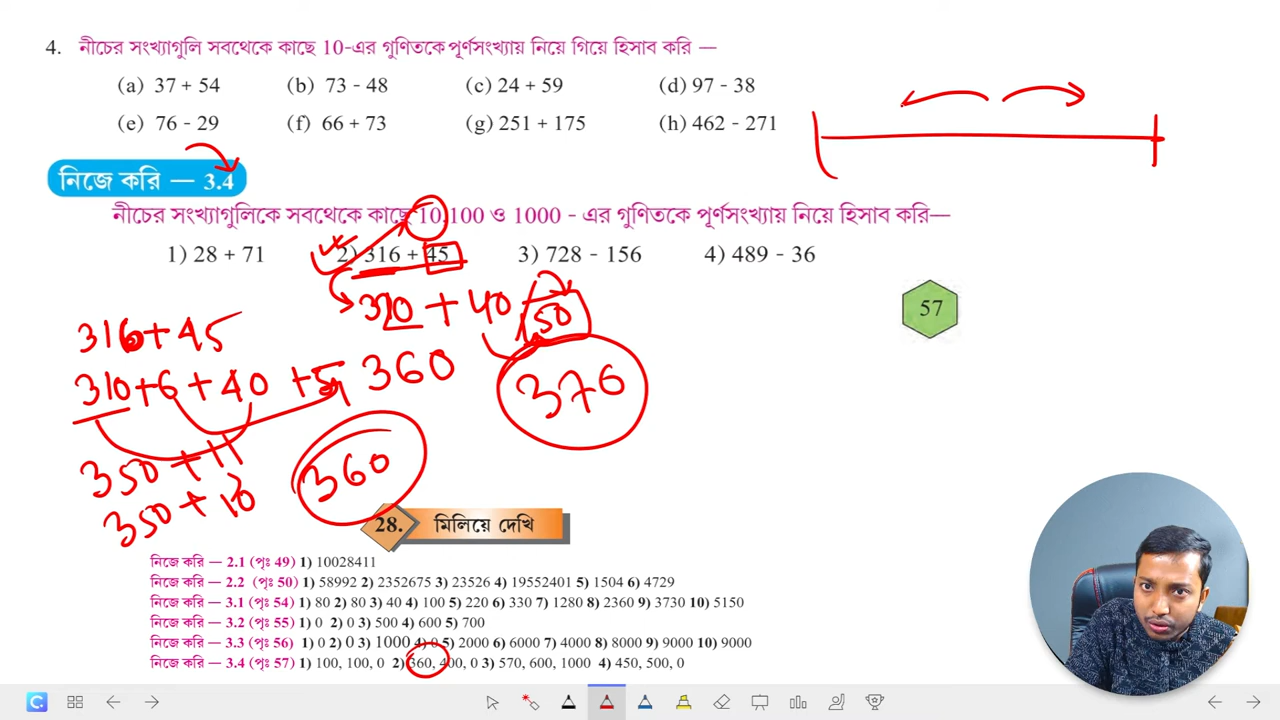 4. নীচের সংখ্যাগুলি সবথেকে কাছে 10-এর গুণিতকে পূর্ণসংখ্যায় নিয়ে গিয়ে হিসাব করি —
(a) 37 + 54 (b) 73 - 48 (c) 24 + 59 (d) 97 - 38
(e) 76 - 29 (f) 66 + 73 (g) 251 + 175 (h) 462 - 271
নিজে করি — 3.4
নীচের সংখ্যাগুলিকে সবথেকে কাছে 10,100 ও 1000 - এর গুণিতকে পূর্ণসংখ্যায় নিয়ে হিসাব করি—
1) 28 + 71 2) 316 + 45 3) 728 - 156 4) 489 - 36
320 + 40 50
57
316 + 45
310 + 6 + 40 + 5 360 376
350 + 11
350 + 10 360
28. মিলিয়ে দেখি
নিজে করি — 2.1 (পৃঃ 49) 1) 10028411
নিজে করি — 2.2 (পৃঃ 50) 1) 58992 2) 2352675 3) 23526 4) 19552401 5) 1504 6) 4729
নিজে করি — 3.1 (পৃঃ 54) 1) 80 2) 80 3) 40 4) 100 5) 220 6) 330 7) 1280 8) 2360 9) 3730 10) 5150
নিজে করি — 3.2 (পৃঃ 55) 1) 0 2) 0 3) 500 4) 600 5) 700
নিজে করি — 3.3 (পৃঃ 56) 1) 0 2) 0 3) 1000 4) 0 5) 2000 6) 6000 7) 4000 8) 8000 9) 9000 10) 9000
নিজে করি — 3.4 (পৃঃ 57) 1) 100, 100, 0 2) 360, 400, 0 3) 570, 600, 1000 4) 450, 500, 0